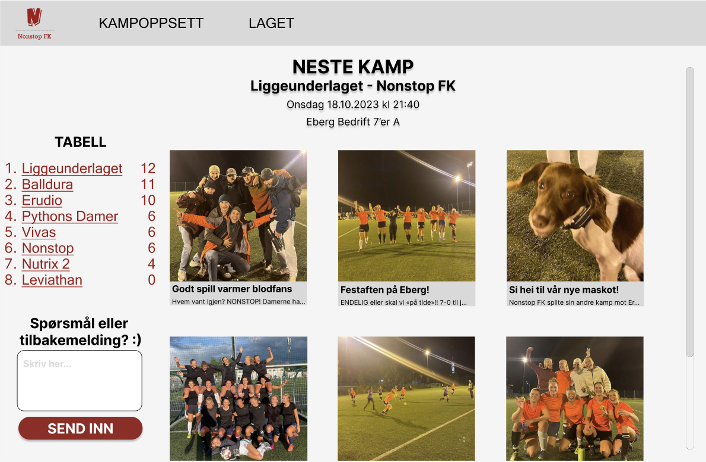 Nonstop FK
KAMPOPPSETT
LAGET
NESTE KAMP
Liggeunderlaget - Nonstop FK
Onsdag 18.10.2023 kl 21:40
Eberg Bedrift 7'er A
TABELL
1. Liggeunderlaget 12
2. Balldura 11
3. Erudio 10
4. Pythons Damer 6
5. Vivas 6
6. Nonstop 6
7. Nutrix 2 4
8. Leviathan 0
Spørsmål eller
tilbakemelding? :)
Skriv her...
SEND INN
Godt spill varmer blodfans
Hvem vant igjen? NONSTOP! Damerne ha...
Festaften på Eberg!
ENDELIG eller skal vi «på tide»!! 7-0 til j...
Si hei til vår nye maskot!
Nonstop FK spilte sin andre kamp mot Er...